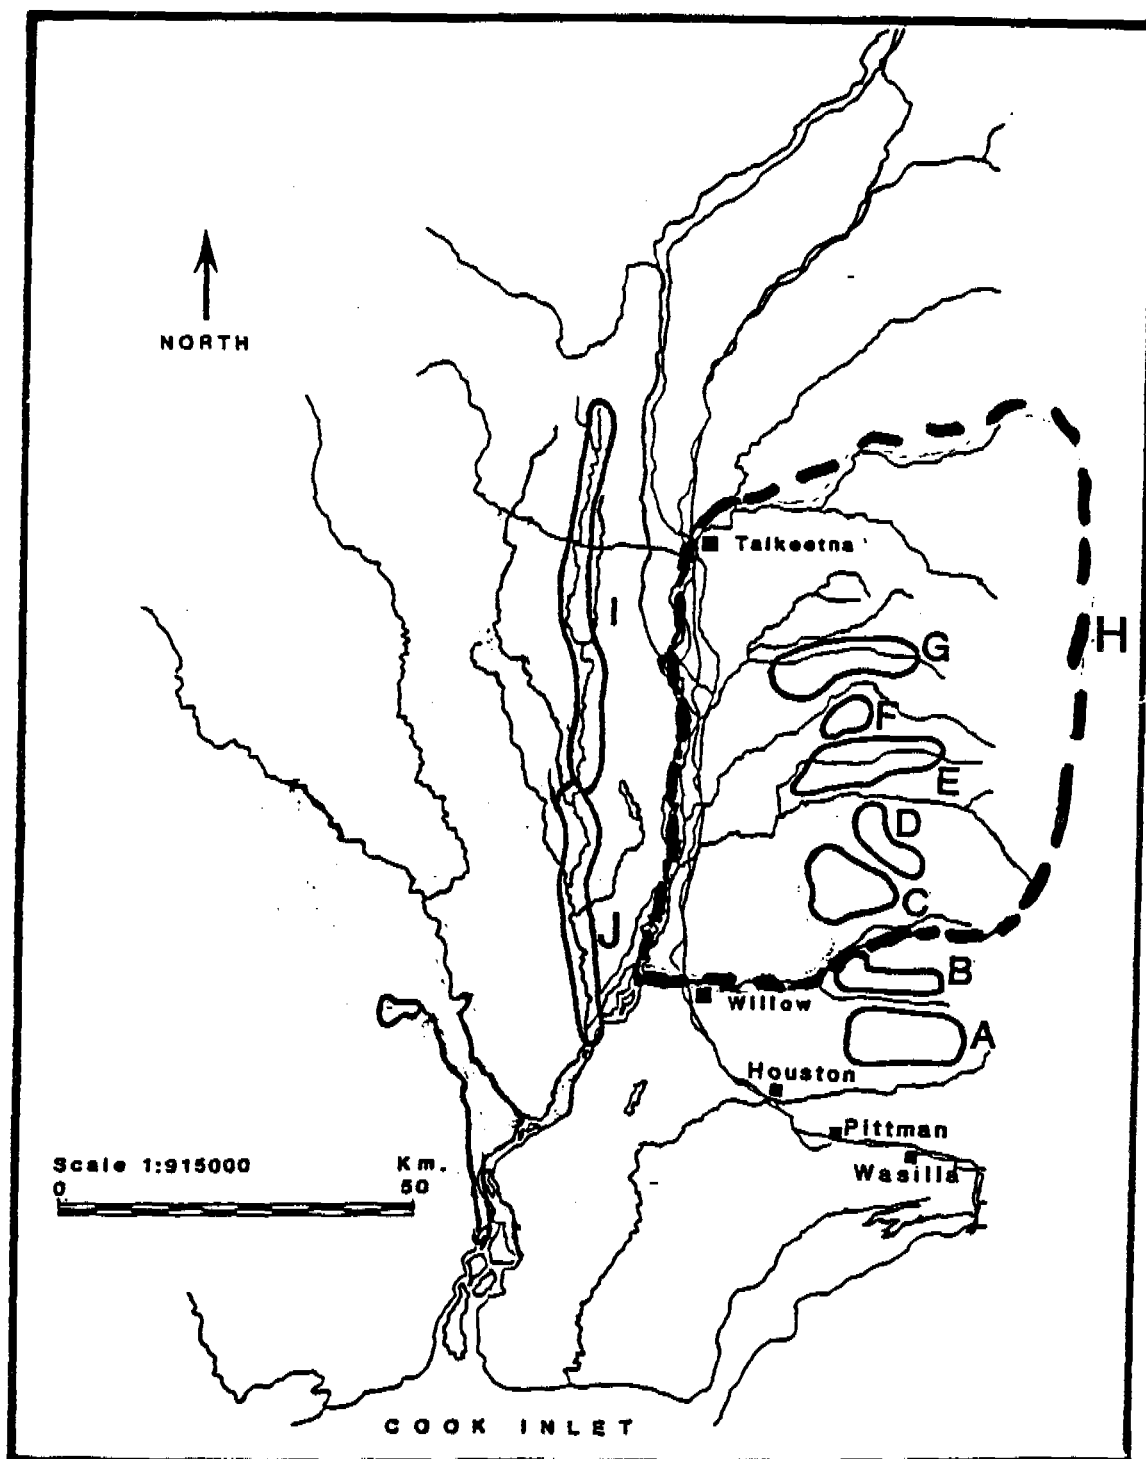 NORTH
Talkeetna
I
G
H
F
E
D
C
J
B
Willow
A
Houston
Pittman
Scale 1:915000
Km.
Wasilla
0
50
COOK INLET